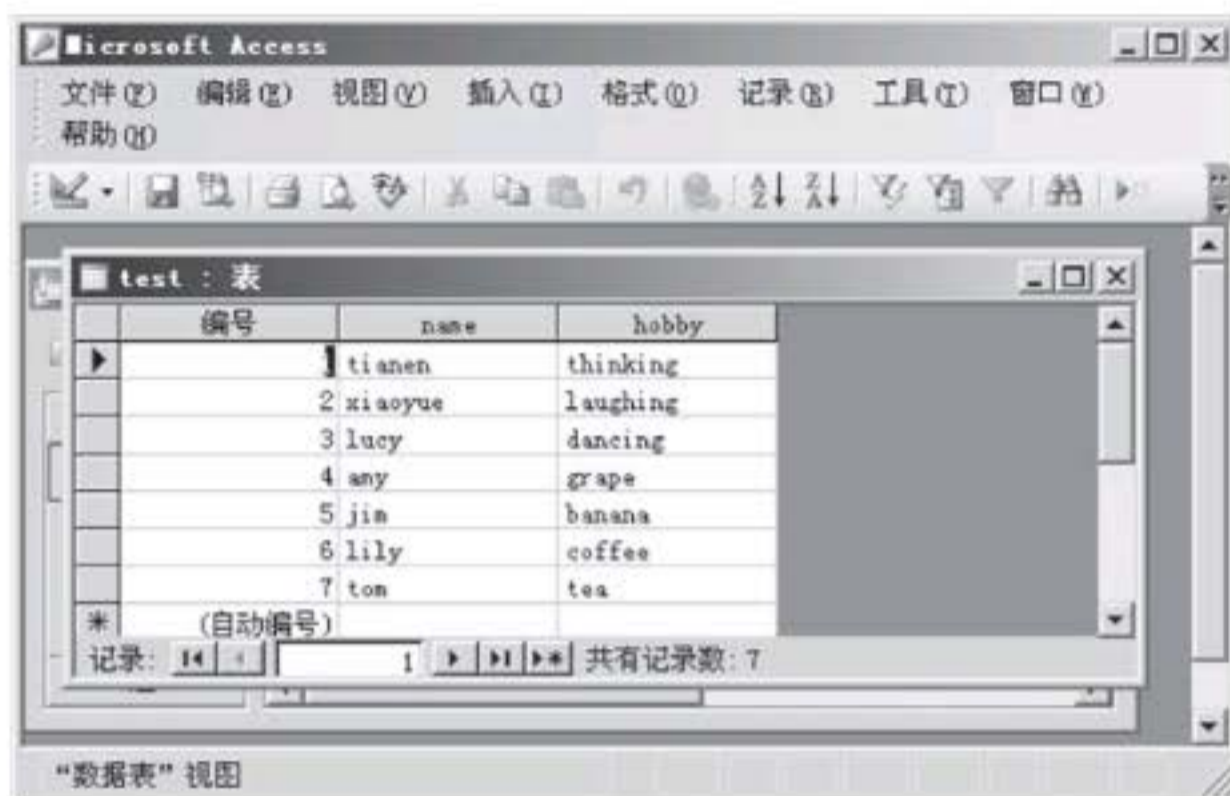 Microsoft Access
文件(F) 编辑(E) 视图(V) 插入(I) 格式(O) 记录(R) 工具(T) 窗口(W)
帮助(H)
test : 表
编号 name hobby
1 tianen thinking
2 xiaoyue laughing
3 lucy dancing
4 amy grape
5 jim banana
6 lily coffee
7 tom tea
(自动编号)
记录: 1 共有记录数: 7
“数据表”视图